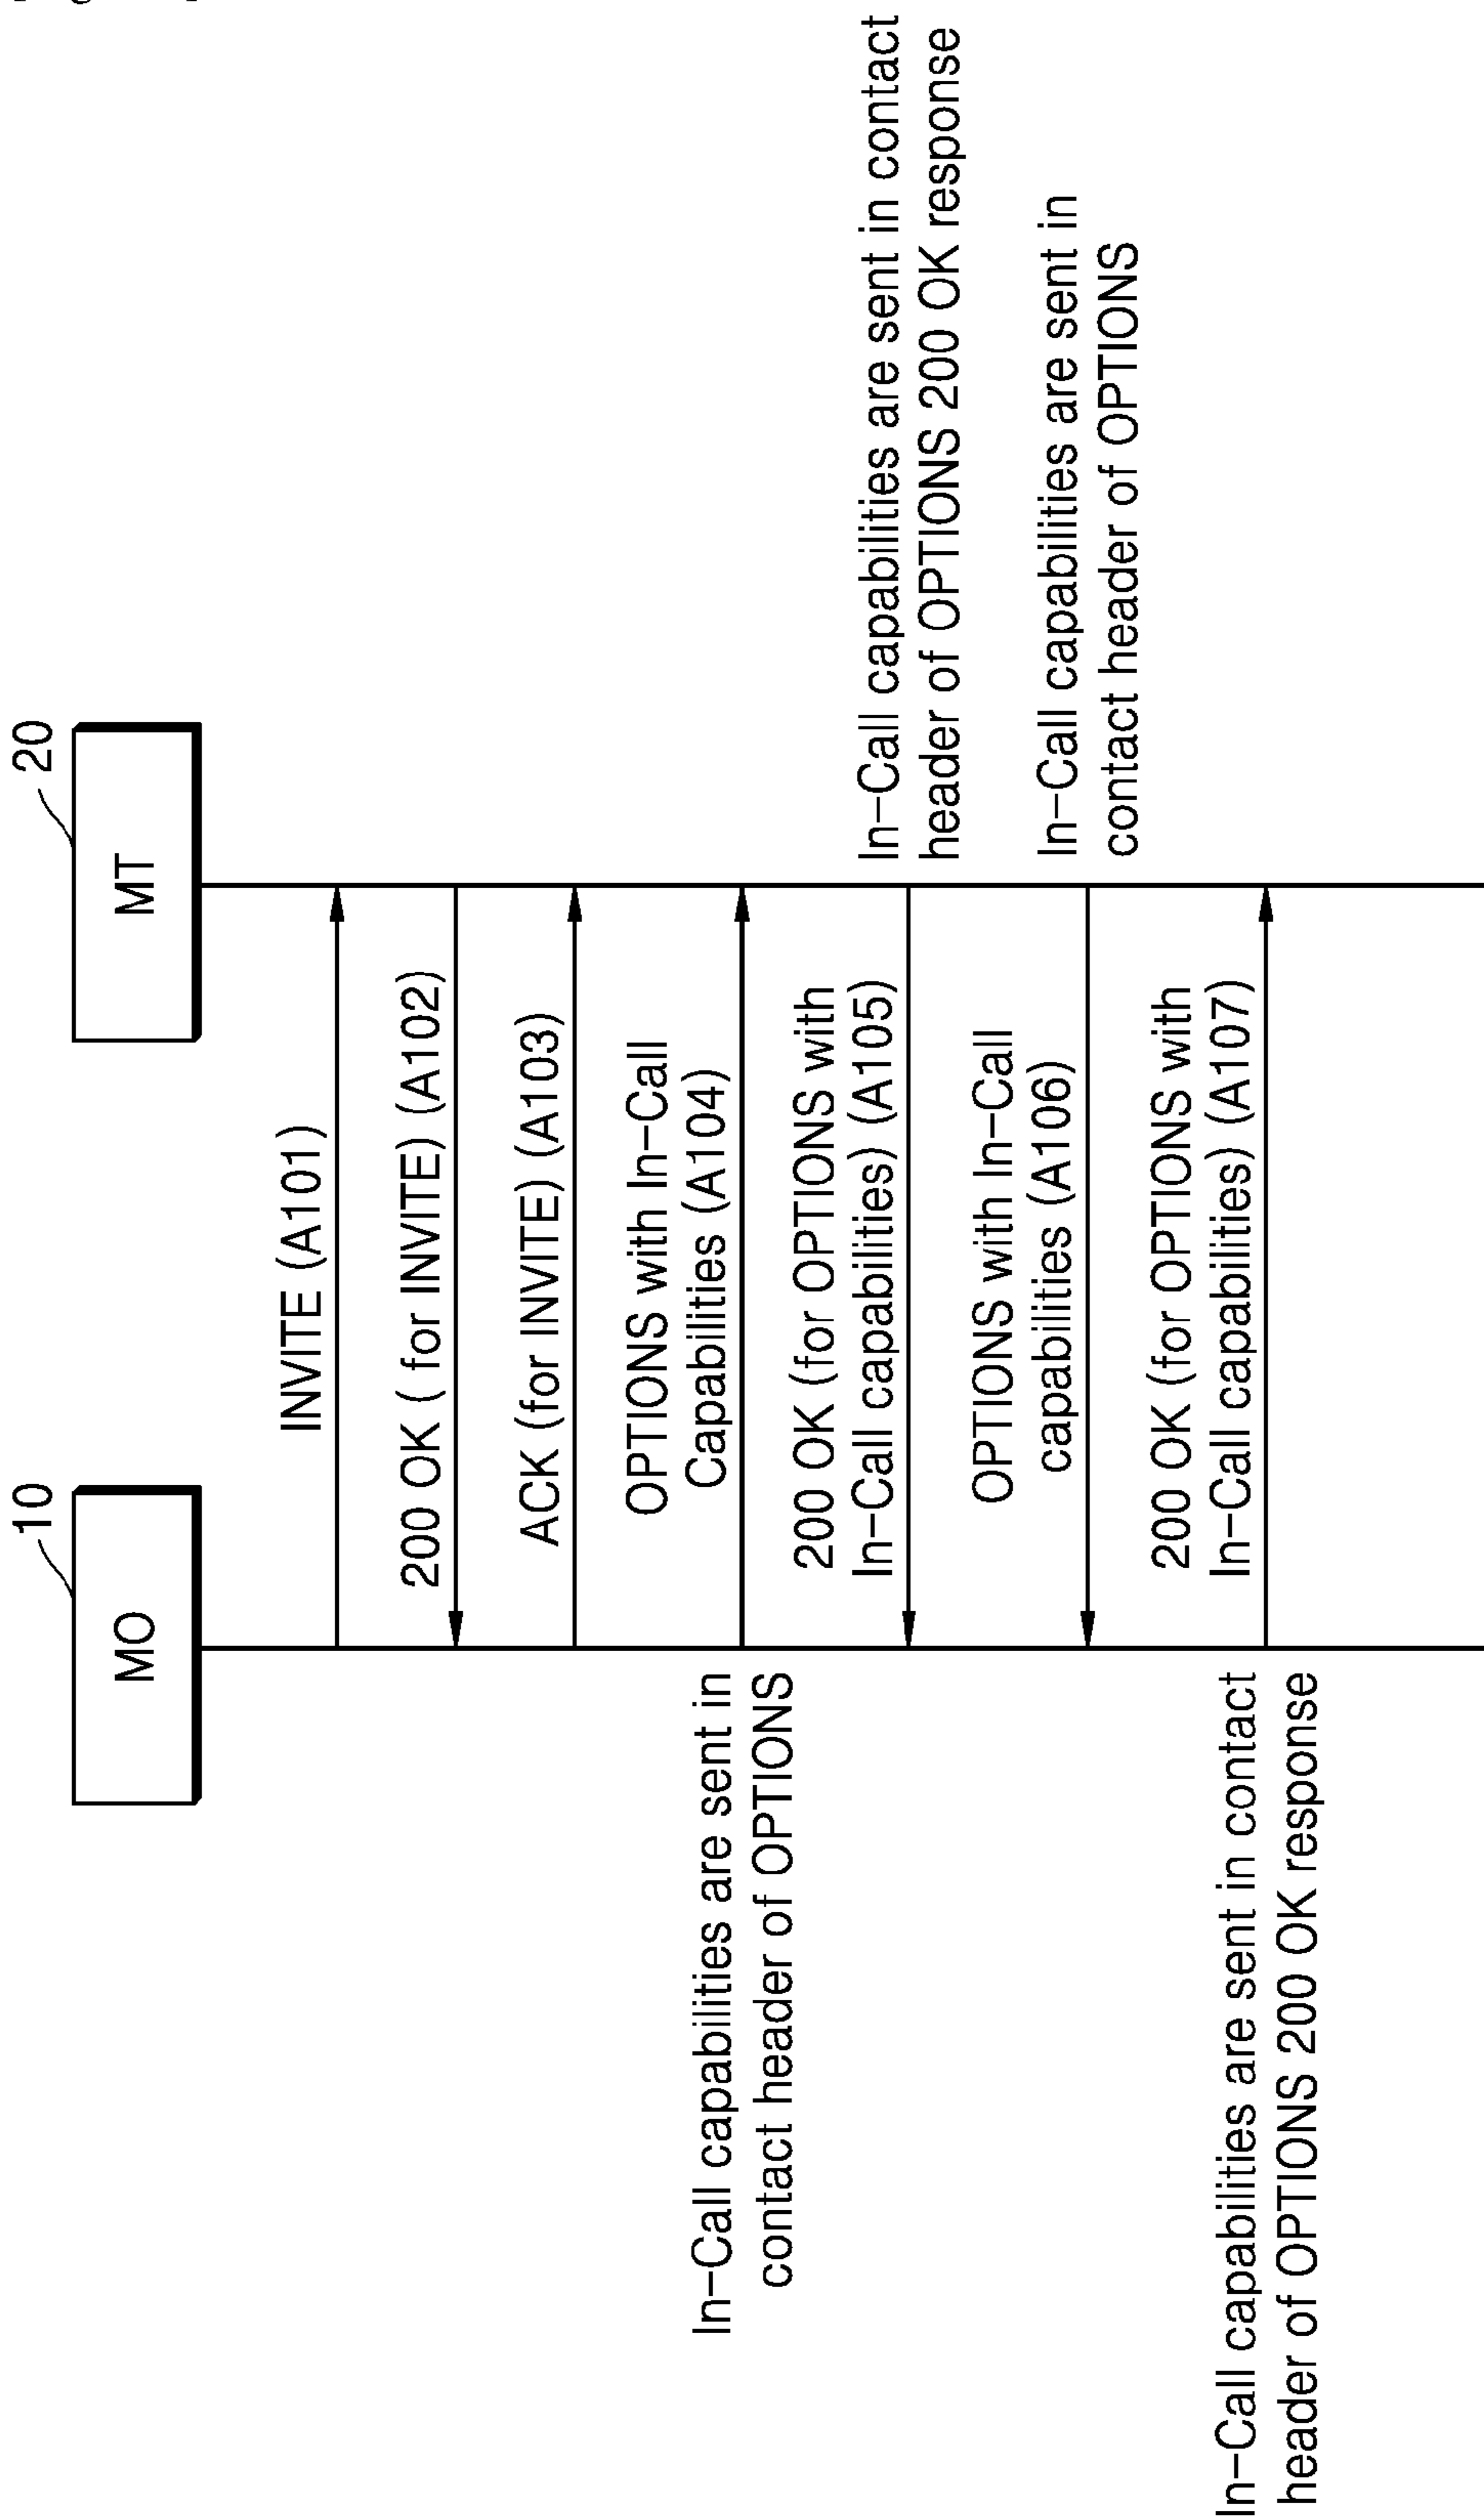 10
20
MO
MT
INVITE (A101)
200 OK ( for INVITE) (A102)
ACK (for INVITE) (A103)
OPTIONS with In-Call
Capabilities (A104)
In-Call capabilities are sent in
contact header of OPTIONS
200 OK (for OPTIONS with
In-Call capabilities) (A105)
In-Call capabilities are sent in contact
header of OPTIONS 200 OK response
OPTIONS with In-Call
capabilities (A106)
In-Call capabilities are sent in
contact header of OPTIONS
200 OK (for OPTIONS with
In-Call capabilities) (A107)
In-Call capabilities are sent in contact
header of OPTIONS 200 OK response